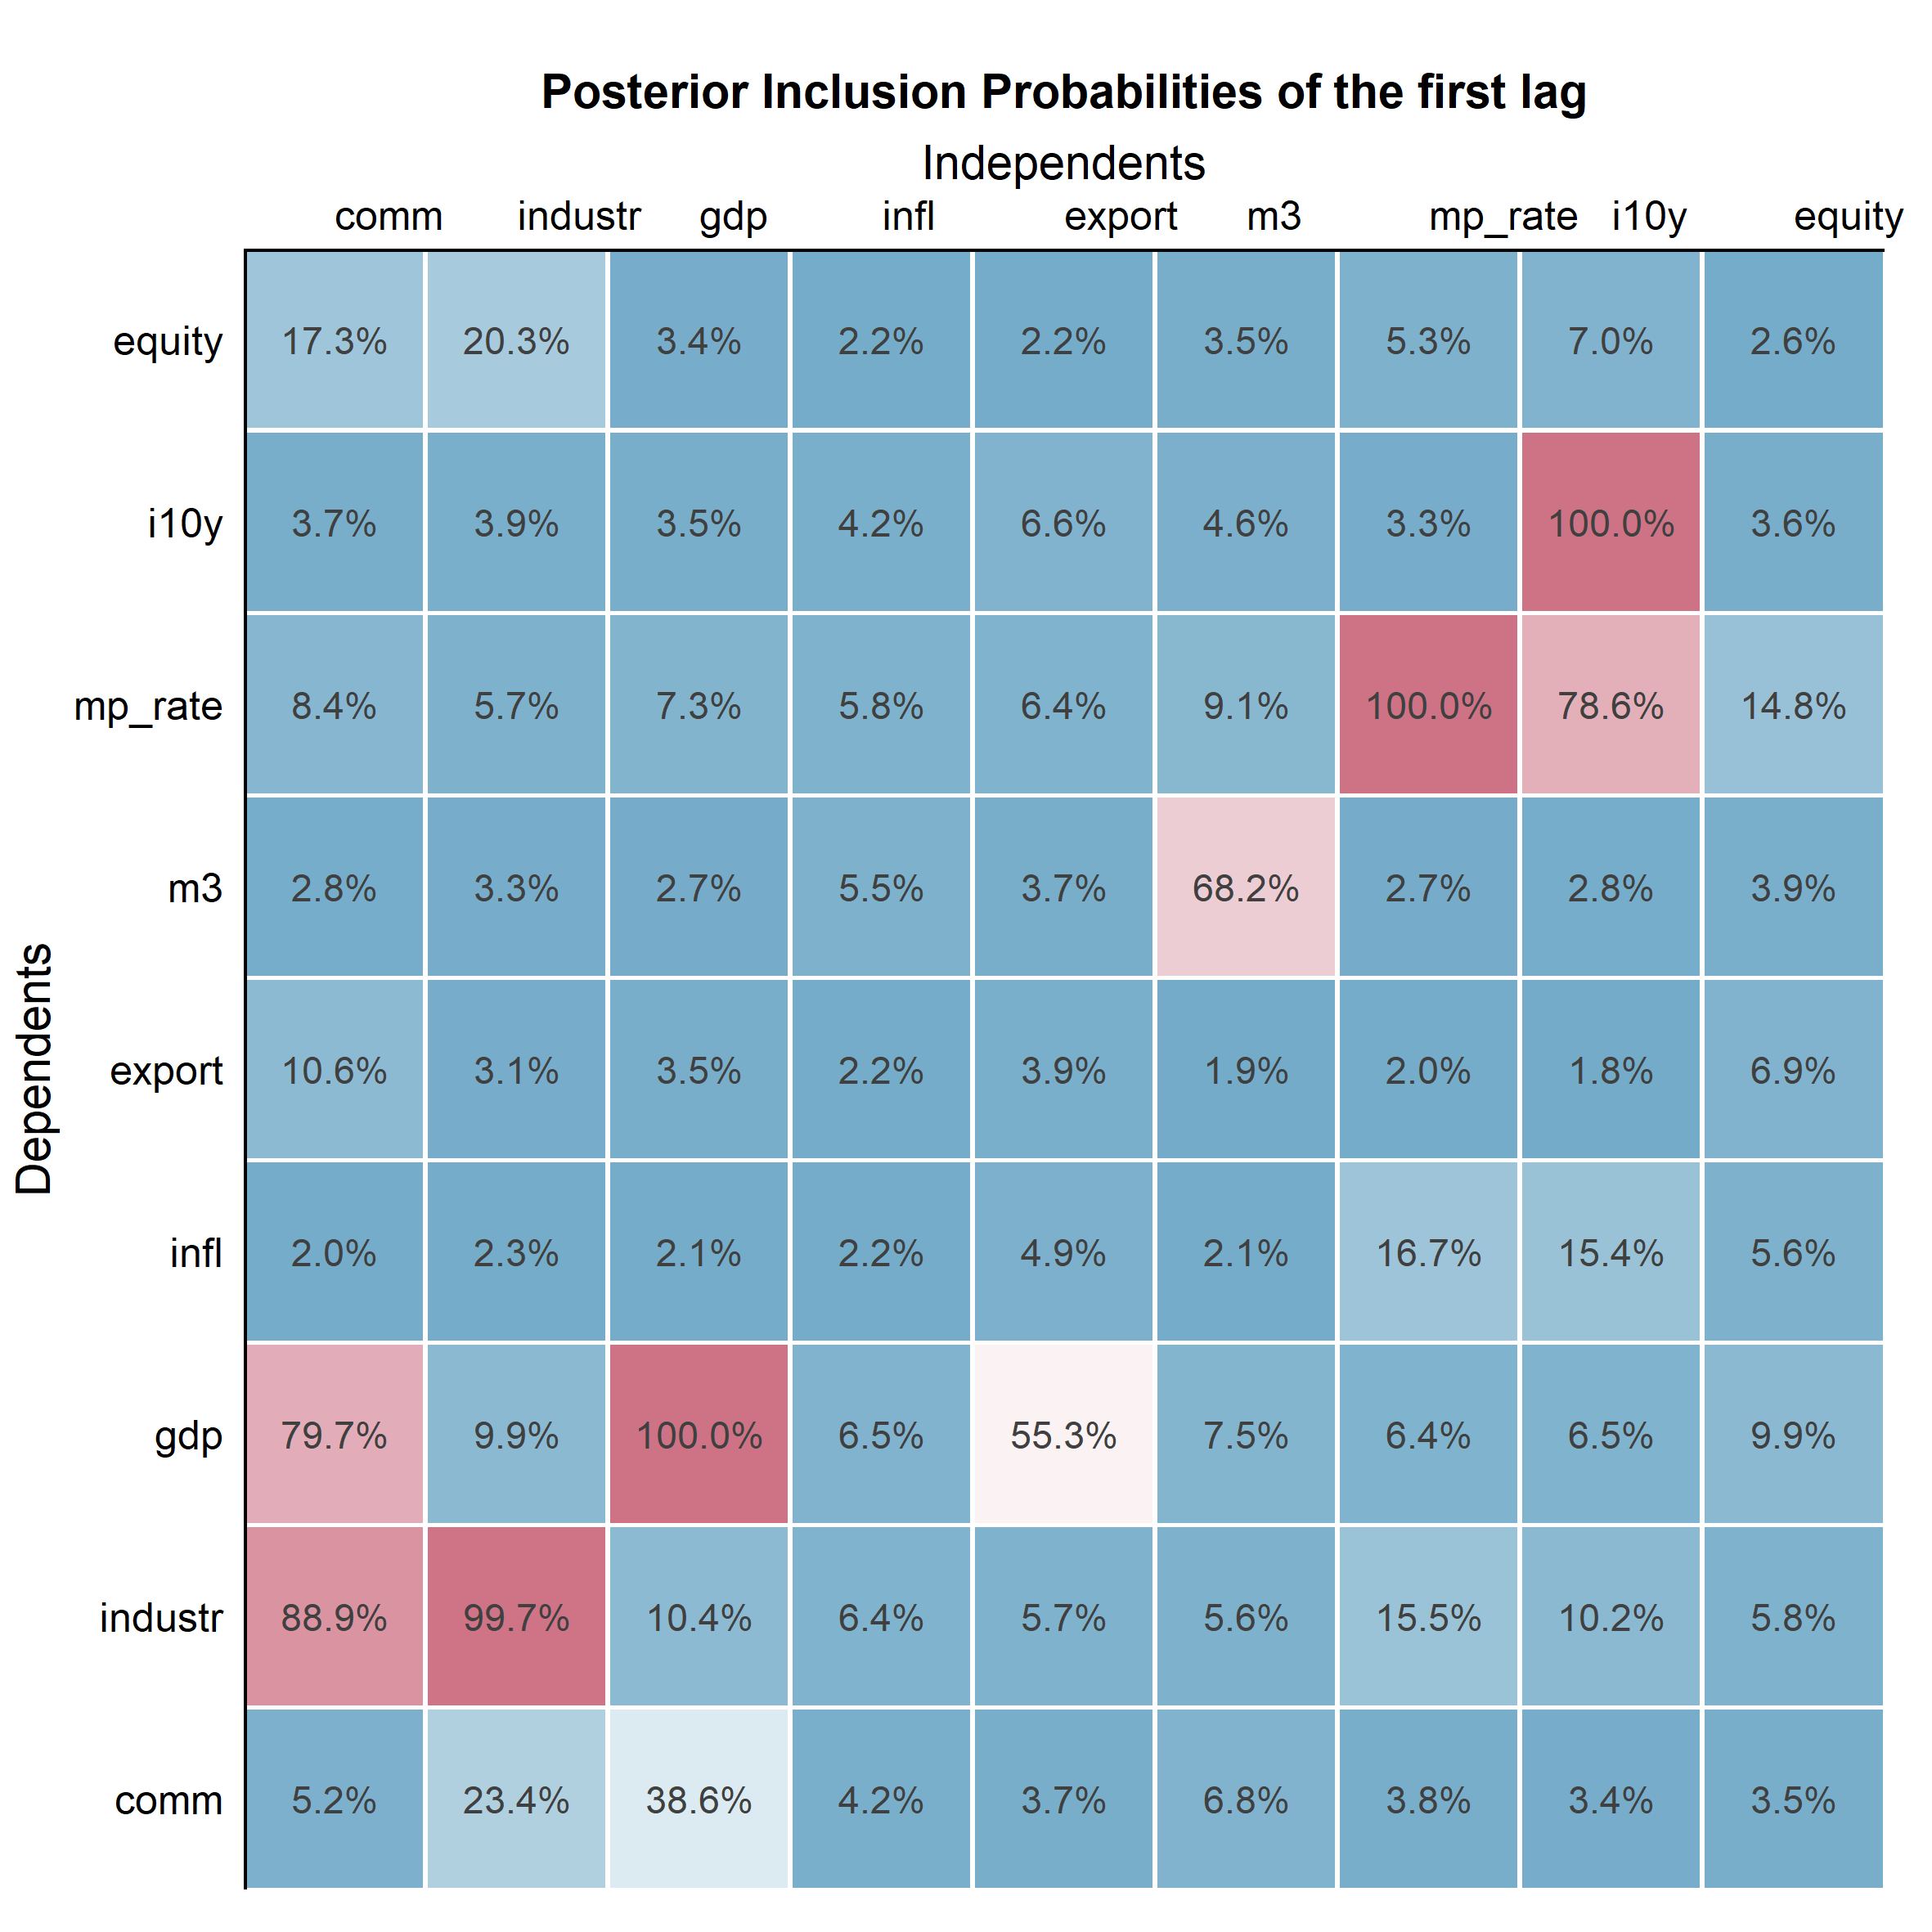 Posterior Inclusion Probabilities of the first lag
Independents
comm industr gdp infl export m3 mp_rate i10y equity
equity 17.3% 20.3% 3.4% 2.2% 2.2% 3.5% 5.3% 7.0% 2.6%
i10y 3.7% 3.9% 3.5% 4.2% 6.6% 4.6% 3.3% 100.0% 3.6%
mp_rate 8.4% 5.7% 7.3% 5.8% 6.4% 9.1% 100.0% 78.6% 14.8%
m3 2.8% 3.3% 2.7% 5.5% 3.7% 68.2% 2.7% 2.8% 3.9%
Dependents
export 10.6% 3.1% 3.5% 2.2% 3.9% 1.9% 2.0% 1.8% 6.9%
infl 2.0% 2.3% 2.1% 2.2% 4.9% 2.1% 16.7% 15.4% 5.6%
gdp 79.7% 9.9% 100.0% 6.5% 55.3% 7.5% 6.4% 6.5% 9.9%
industr 88.9% 99.7% 10.4% 6.4% 5.7% 5.6% 15.5% 10.2% 5.8%
comm 5.2% 23.4% 38.6% 4.2% 3.7% 6.8% 3.8% 3.4% 3.5%